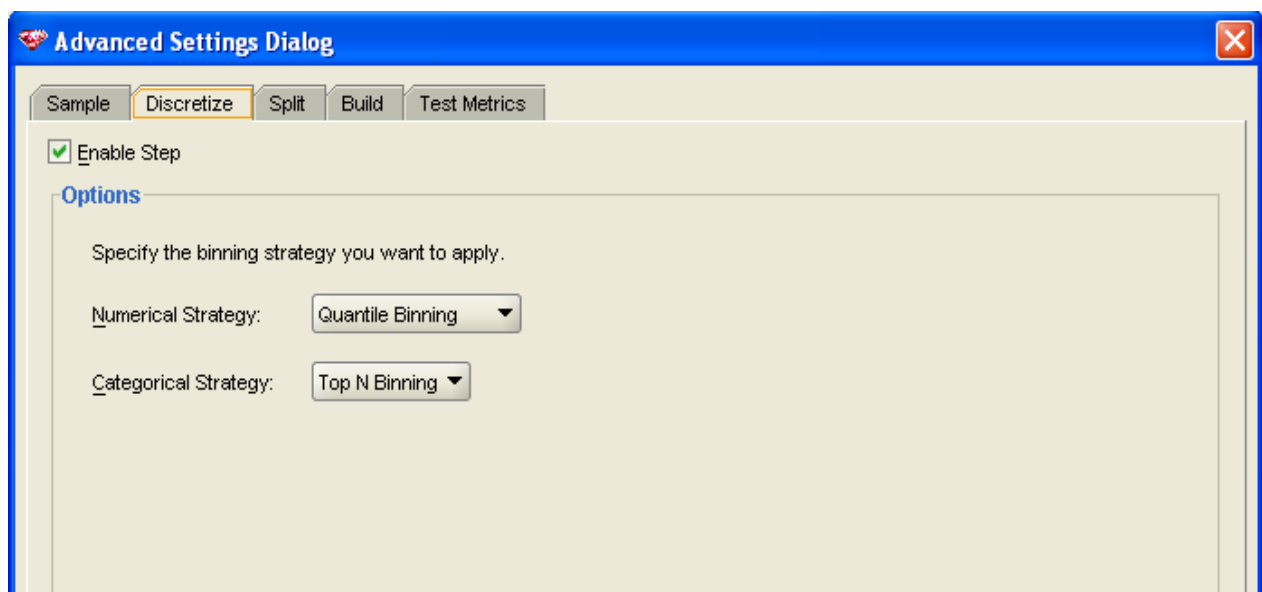 Advanced Settings Dialog
Sample Discretize Split Build Test Metrics
Enable Step
Options
Specify the binning strategy you want to apply.
Numerical Strategy: Quantile Binning
Categorical Strategy: Top N Binning